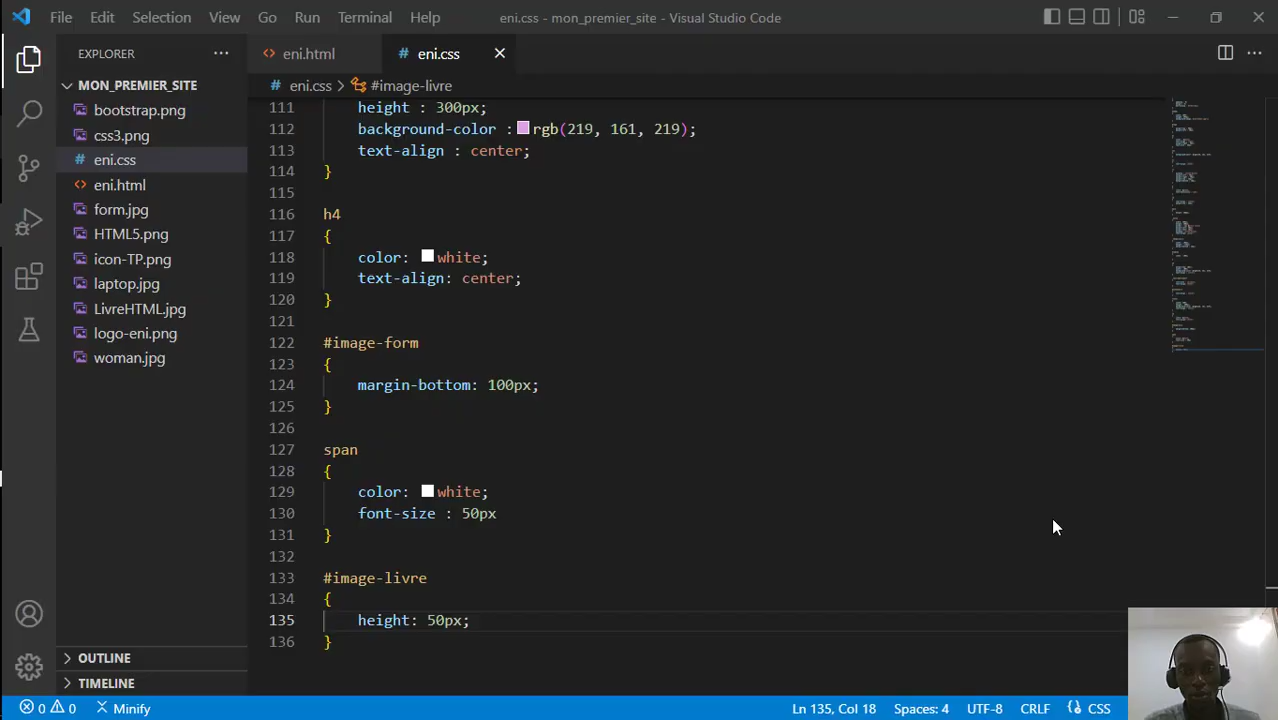 File Edit Selection View Go Run Terminal Help eni.css - mon_premier_site - Visual Studio Code
EXPLORER
MON_PREMIER_SITE
bootstrap.png
css3.png
# eni.css
<> eni.html
form.jpg
HTML5.png
icon-TP.png
laptop.jpg
LivreHTML.jpg
logo-eni.png
woman.jpg
OUTLINE
TIMELINE
<> eni.html # eni.css
# eni.css > #image-livre
111 height : 300px;
112 background-color : rgb(219, 161, 219);
113 text-align : center;
114 }
115
116 h4
117 {
118 color: white;
119 text-align: center;
120 }
121
122 #image-form
123 {
124 margin-bottom: 100px;
125 }
126
127 span
128 {
129 color: white;
130 font-size : 50px
131 }
132
133 #image-livre
134 {
135 height: 50px;
136 }
0 0 Minify Ln 135, Col 18 Spaces: 4 UTF-8 CRLF CSS